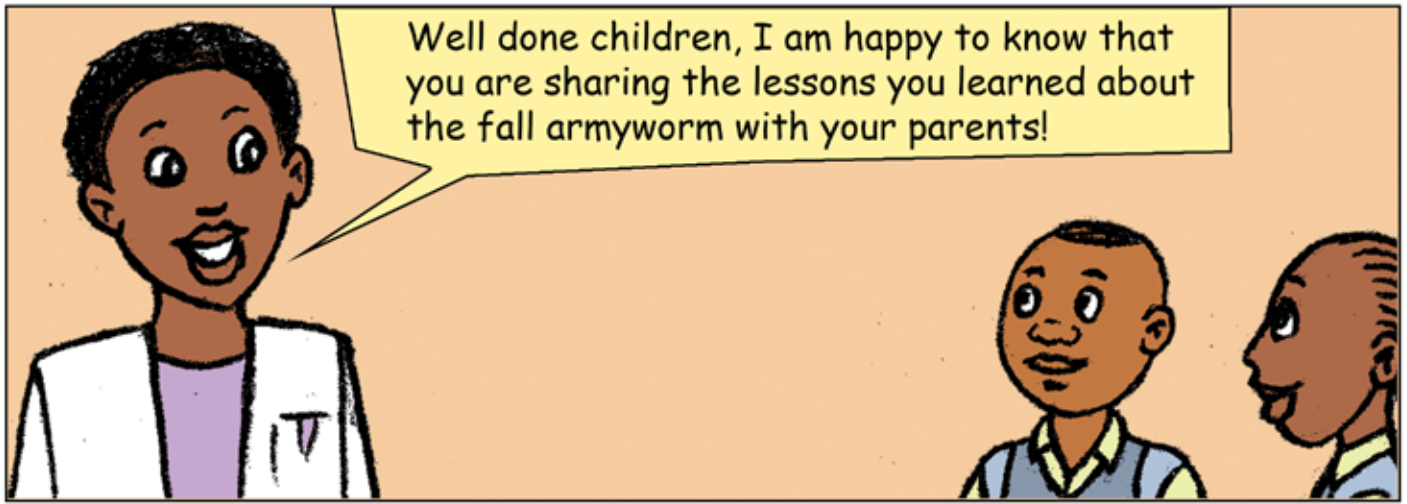 Well done children, I am happy to know that
you are sharing the lessons you learned about
the fall armyworm with your parents!